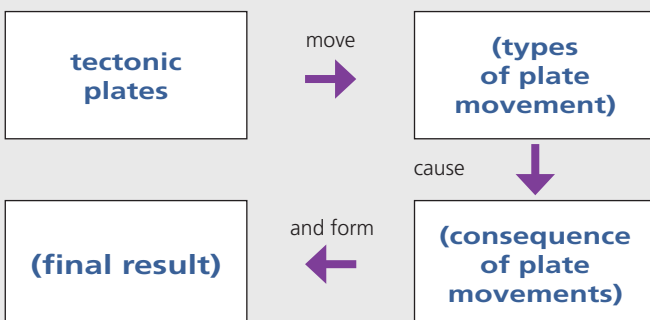 tectonic
plates
move
(types
of plate
movement)
cause
(consequence
of plate
movements)
and form
(final result)